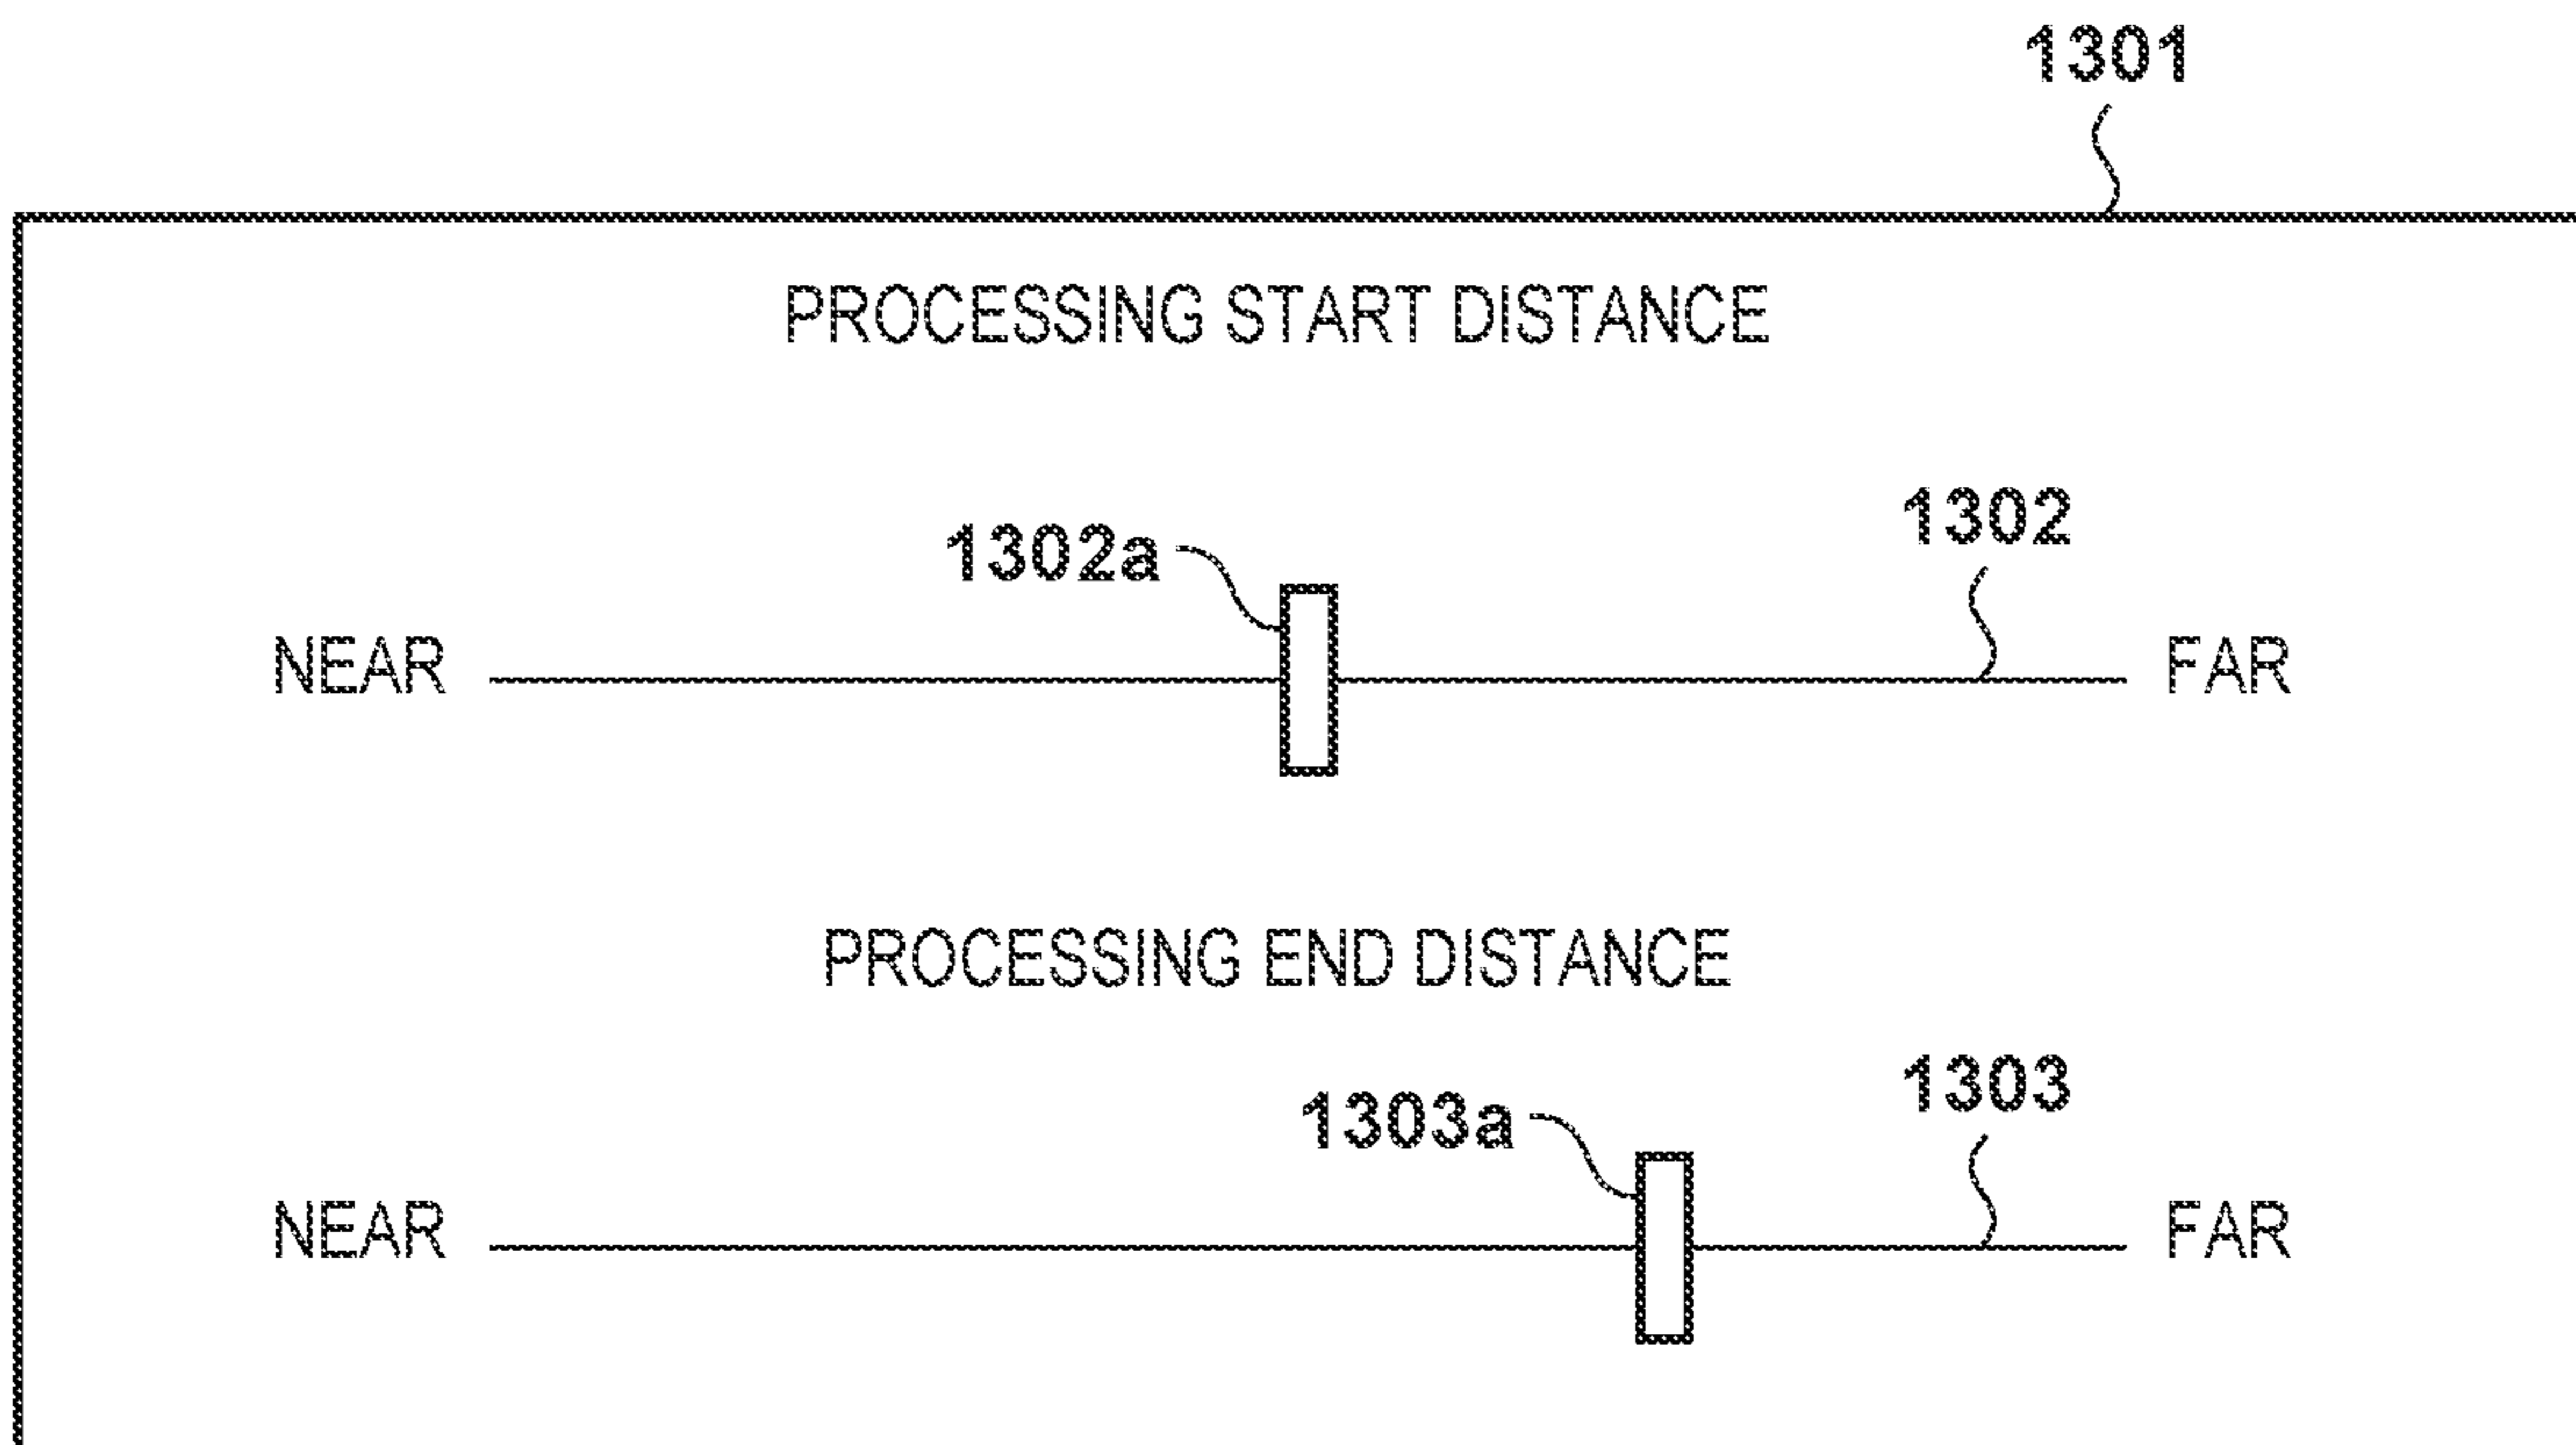 1301
PROCESSING START DISTANCE
1302
1302a
NEAR FAR
PROCESSING END DISTANCE
1303
1303a
NEAR FAR